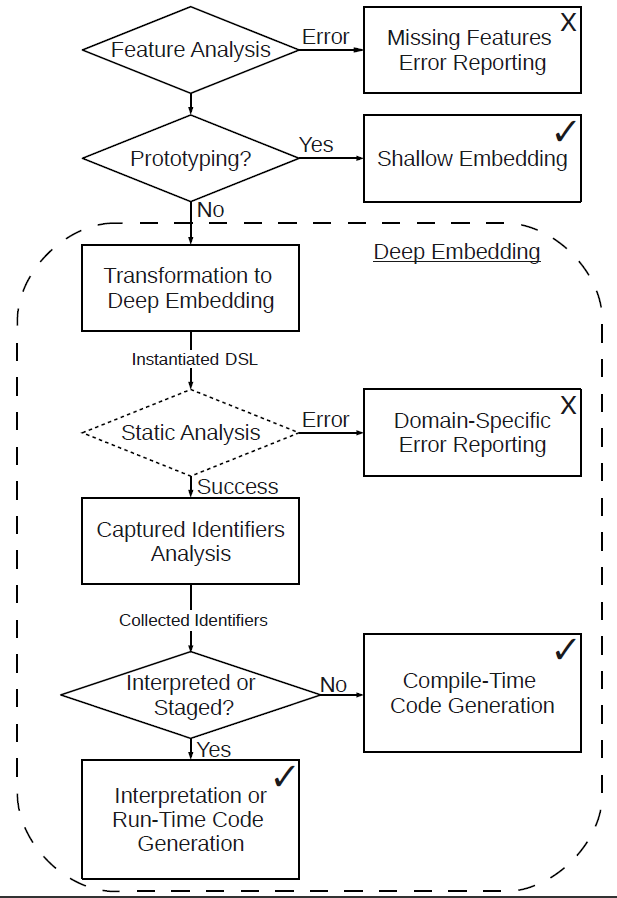 Feature Analysis
Error
X
Missing Features
Error Reporting
Prototyping?
Yes
✓
Shallow Embedding
No
Deep Embedding
Transformation to
Deep Embedding
Instantiated DSL
Static Analysis
Error
X
Domain-Specific
Error Reporting
Success
Captured Identifiers
Analysis
Collected Identifiers
Interpreted or
Staged?
No
✓
Compile-Time
Code Generation
Yes
✓
Interpretation or
Run-Time Code
Generation